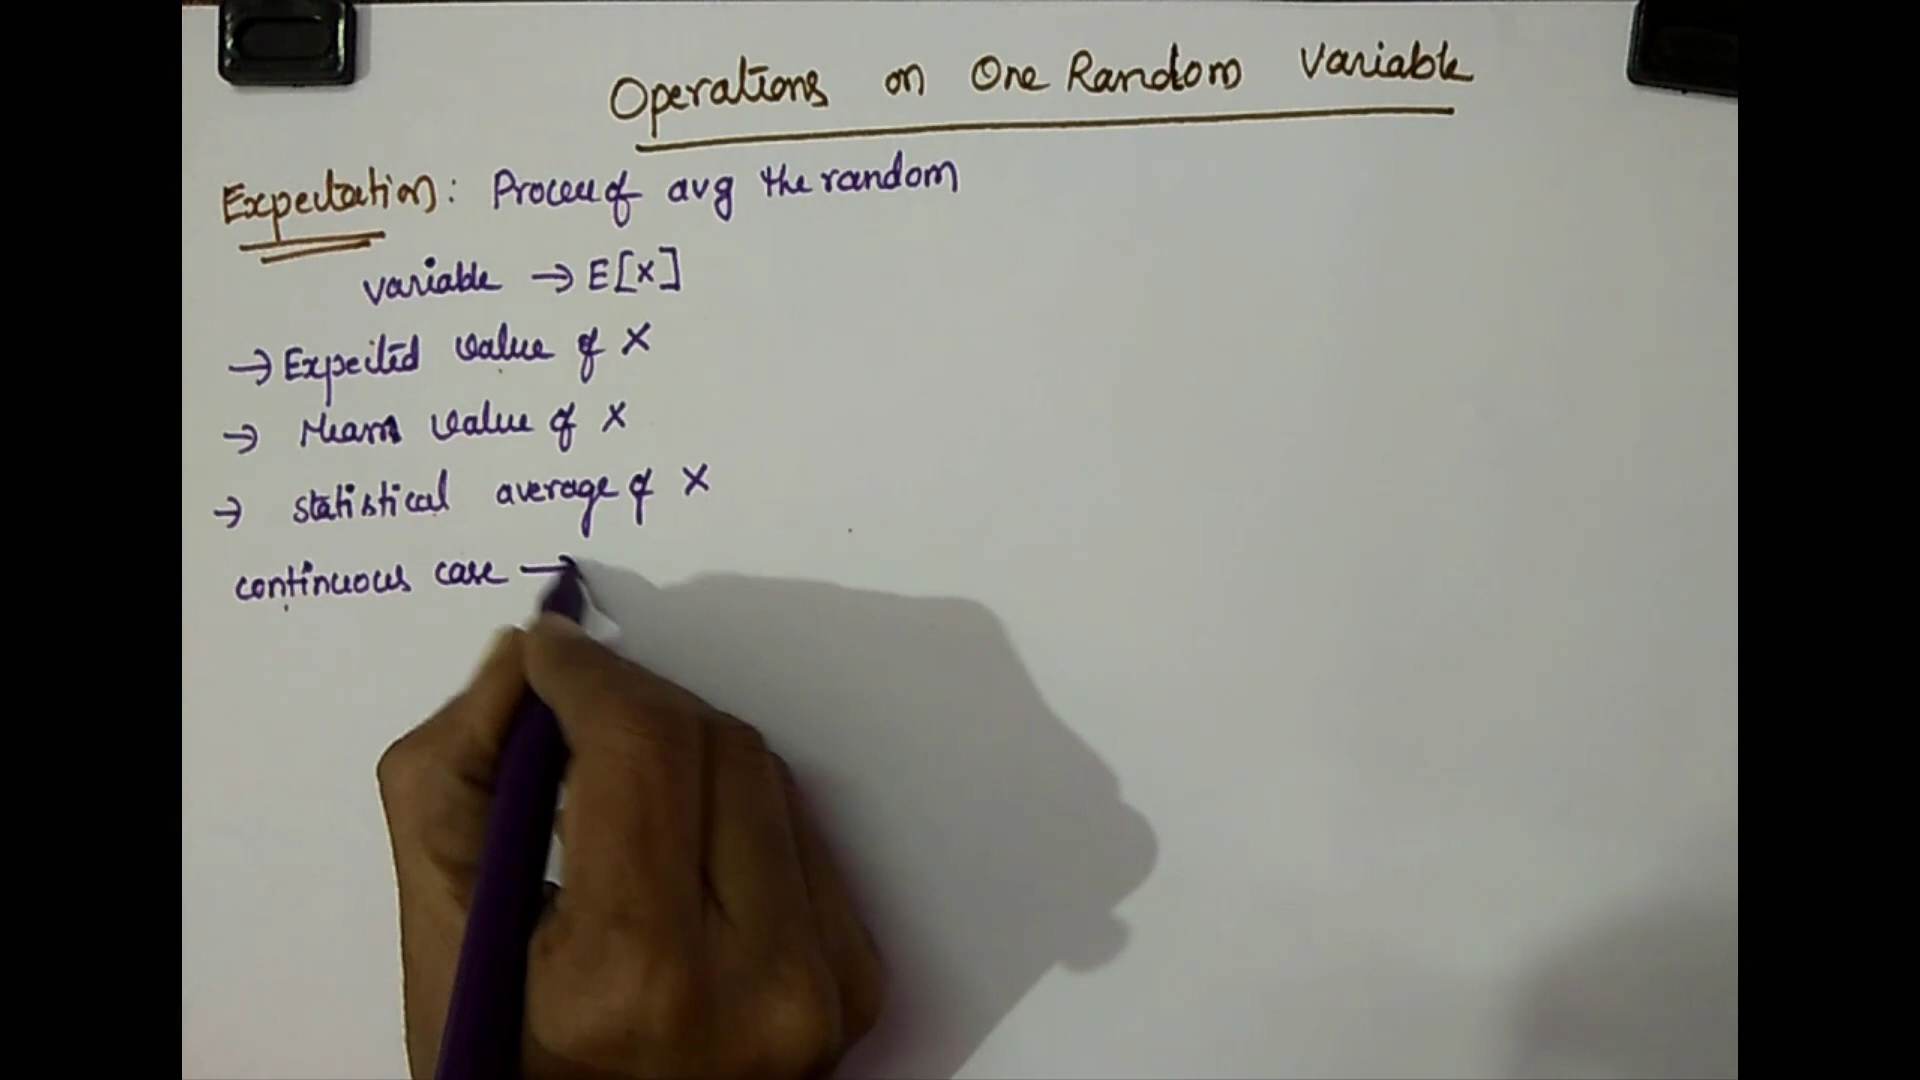 Operations on One Random Variable
Expectation: Process of avg the random
variable → E[X]
→ Expected value of X
→ Mean value of X
→ statistical average of X
continuous case →